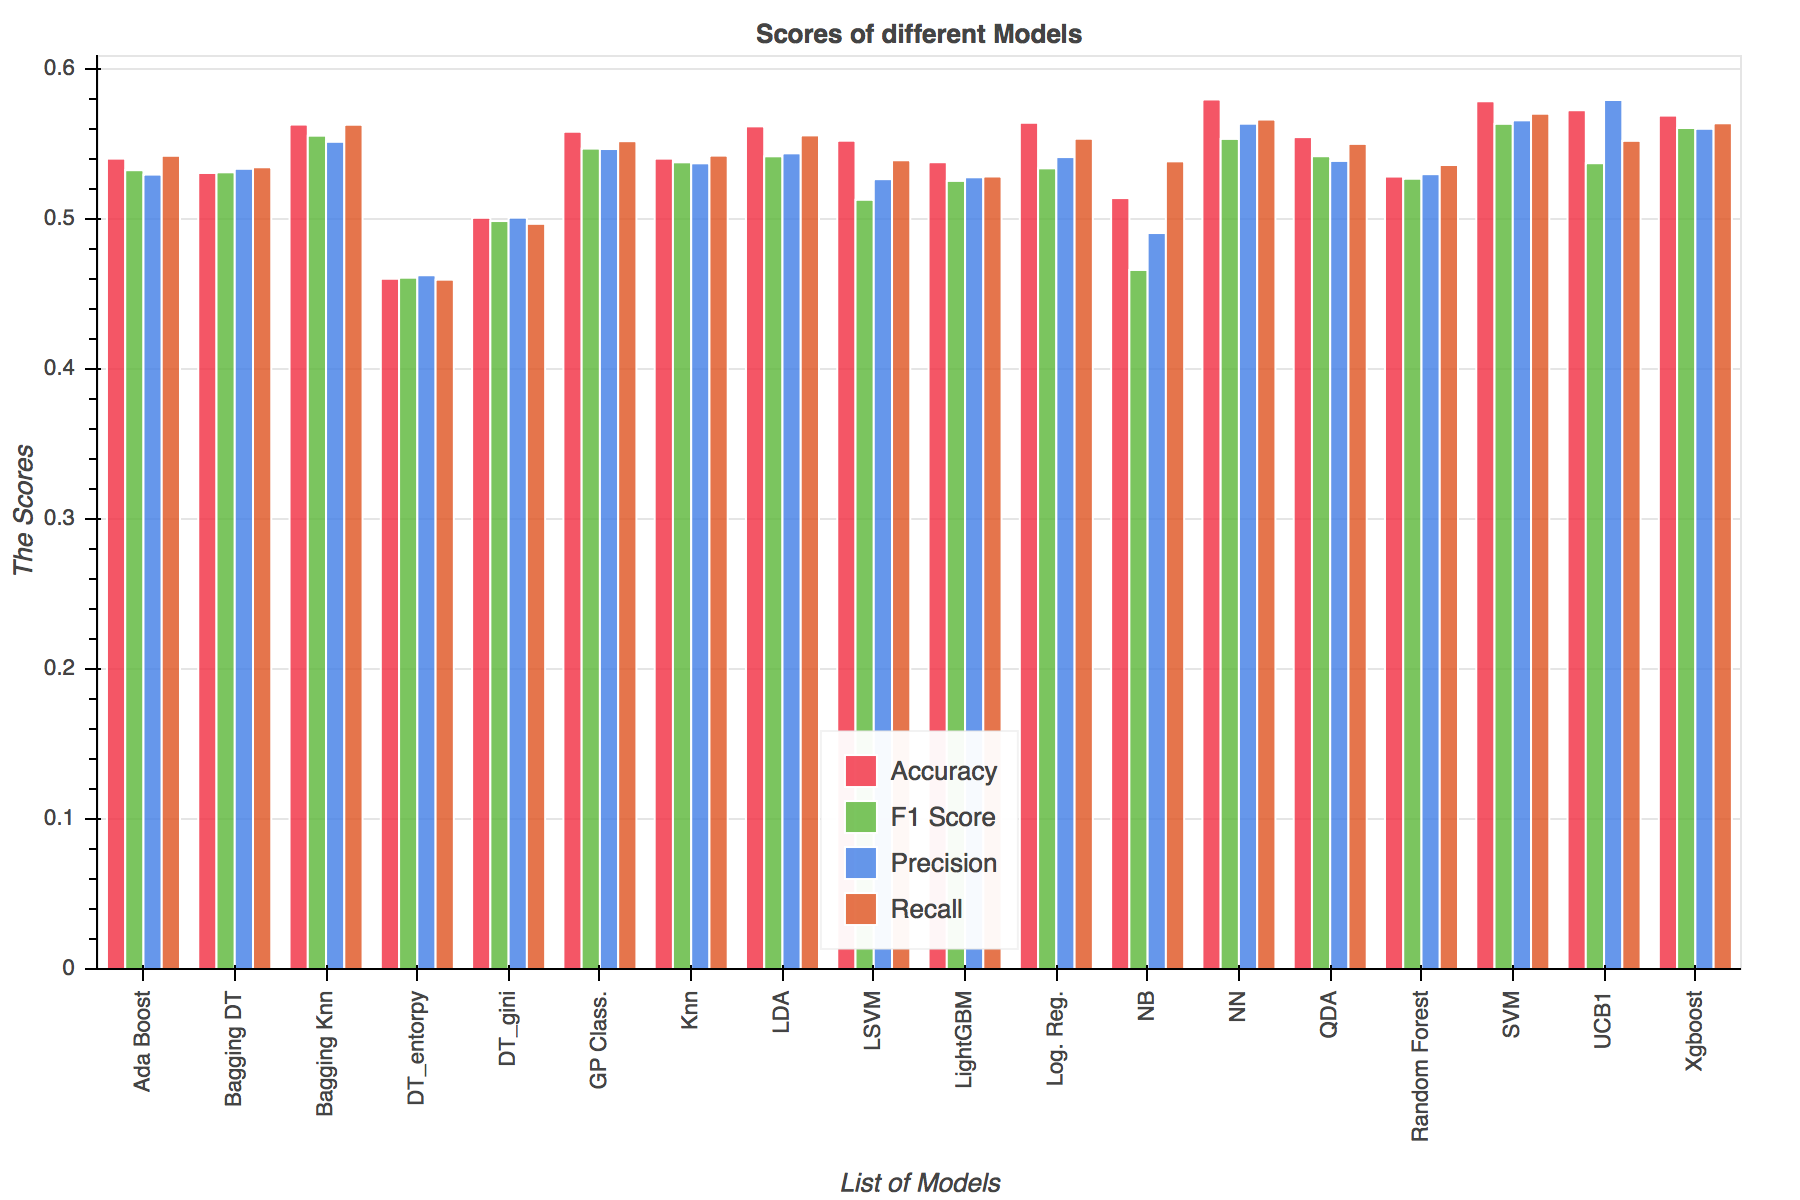 Scores of different Models
The Scores
0.6
0.5
0.4
0.3
0.2
0.1
0
Accuracy
F1 Score
Precision
Recall
Ada Boost
Bagging DT
Bagging Knn
DT_entorpy
DT_gini
GP Class.
Knn
LDA
LSVM
LightGBM
Log. Reg.
NB
NN
QDA
Random Forest
SVM
UCB1
Xgboost
List of Models